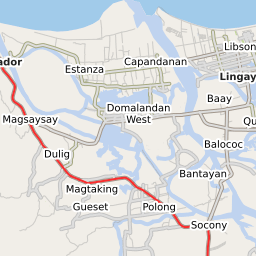 Libson
ador
Capandanan
Estanza
Lingay
Baay
Domalandan
West
Magsaysay
Qu
Balococ
Dulig
Bantayan
Magtaking
Gueset
Polong
Socony